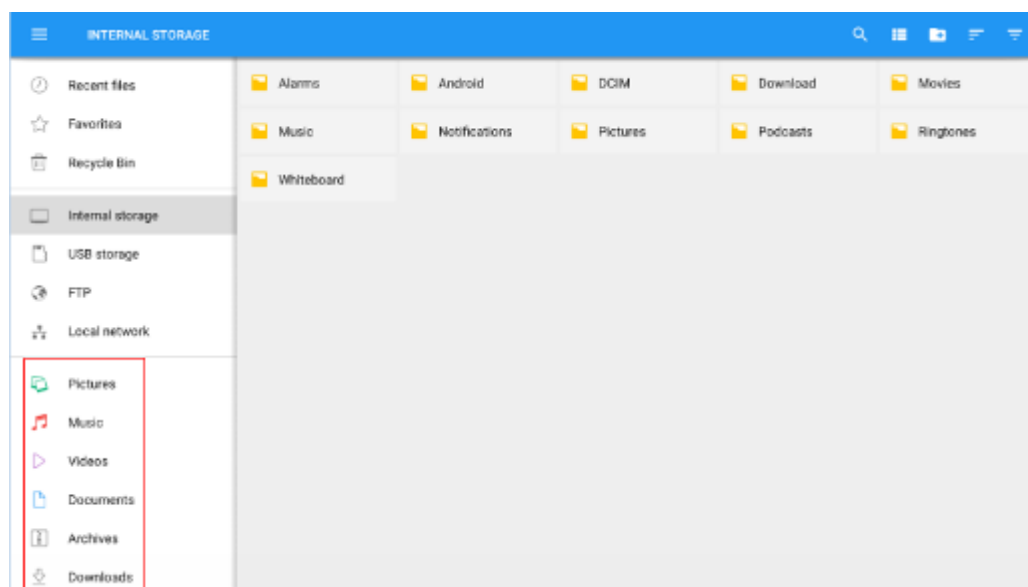 INTERNAL STORAGE
Recent files
Favorites
Recycle Bin
Internal storage
USB storage
FTP
Local network
Pictures
Music
Videos
Documents
Archives
Downloads
Alarms Android DCIM Download Movies
Music Notifications Pictures Podcasts Ringtones
Whiteboard